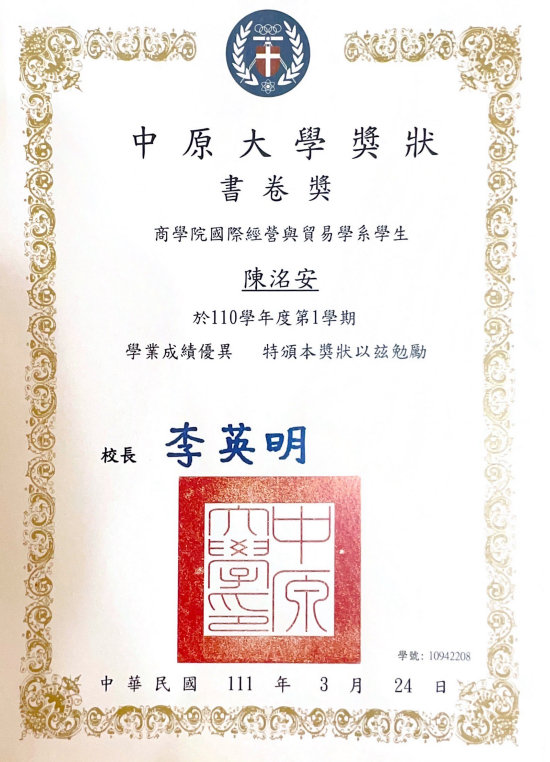 中原大學獎狀
書卷獎
商學院國際經營與貿易學系學生
陳洺安
於110學年度第1學期
學業成績優異 特頒本獎狀以茲勉勵
校長 李英明
中原大學印
學號: 10942208
中華民國 111 年 3 月 24 日